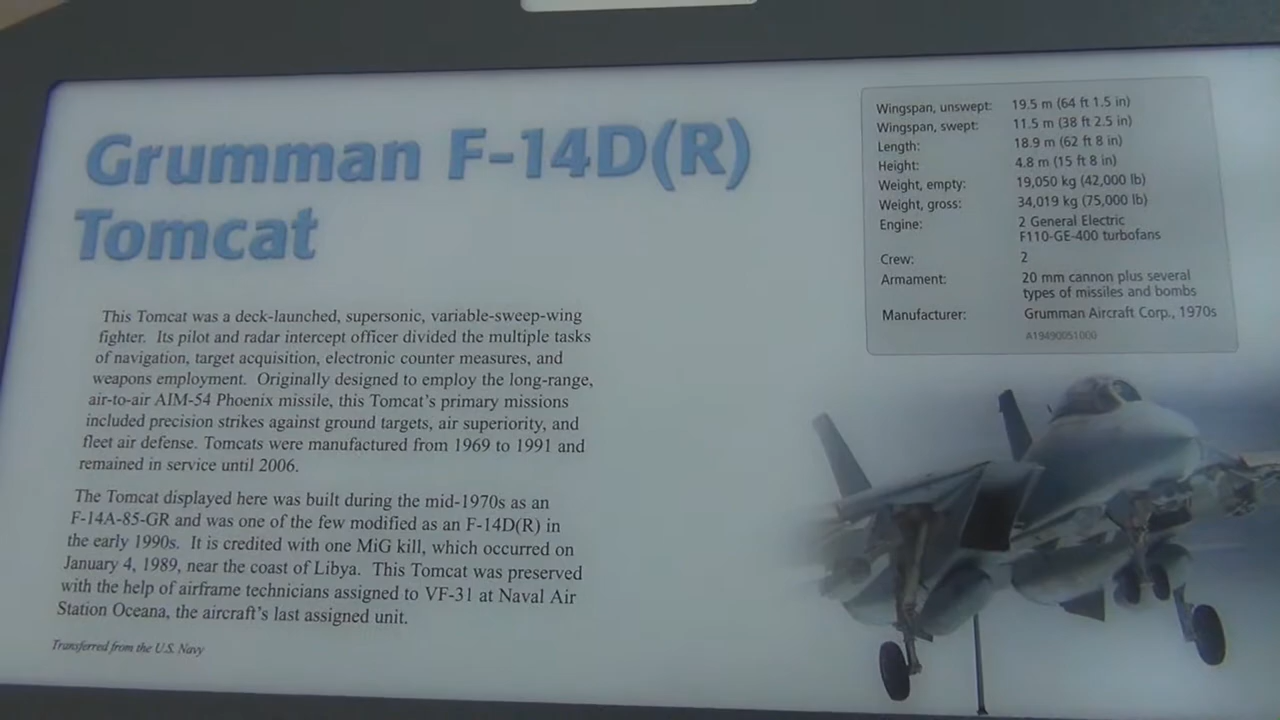 Grumman F-14D(R)
Tomcat
This Tomcat was a deck-launched, supersonic, variable-sweep-wing
fighter. Its pilot and radar intercept officer divided the multiple tasks
of navigation, target acquisition, electronic counter measures, and
weapons employment. Originally designed to employ the long-range,
air-to-air AIM-54 Phoenix missile, this Tomcat's primary missions
included precision strikes against ground targets, air superiority, and
fleet air defense. Tomcats were manufactured from 1969 to 1991 and
remained in service until 2006.
The Tomcat displayed here was built during the mid-1970s as an
F-14A-85-GR and was one of the few modified as an F-14D(R) in
the early 1990s. It is credited with one MiG kill, which occurred on
January 4, 1989, near the coast of Libya. This Tomcat was preserved
with the help of airframe technicians assigned to VF-31 at Naval Air
Station Oceana, the aircraft's last assigned unit.
Transferred from the U.S. Navy
Wingspan, unswept: 19.5 m (64 ft 1.5 in)
Wingspan, swept: 11.5 m (38 ft 2.5 in)
Length: 18.9 m (62 ft 8 in)
Height: 4.8 m (15 ft 8 in)
Weight, empty: 19,050 kg (42,000 lb)
Weight, gross: 34,019 kg (75,000 lb)
Engine: 2 General Electric
F110-GE-400 turbofans
Crew: 2
Armament: 20 mm cannon plus several
types of missiles and bombs
Manufacturer: Grumman Aircraft Corp., 1970s
A19490051000